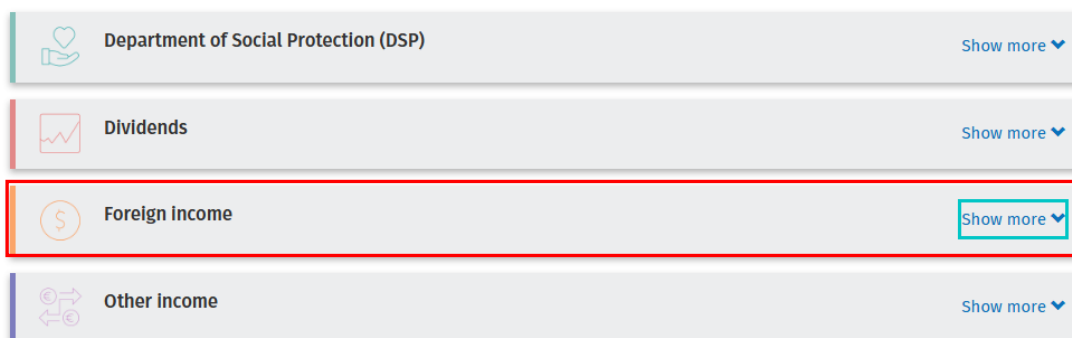 Department of Social Protection (DSP)
Show more
Dividends
Show more
Foreign income
Show more
Other income
Show more